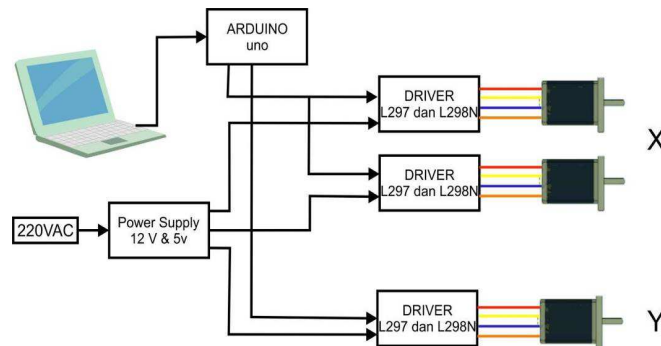 ARDUINO
uno
DRIVER
L297 dan L298N
X
DRIVER
L297 dan L298N
220VAC
Power Supply
12 V & 5v
DRIVER
L297 dan L298N
Y